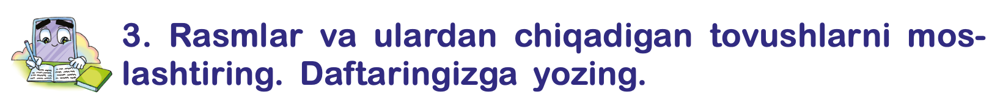 3. Rasmlar va ulardan chiqadigan tovushlarni mos-
lashtiring. Daftaringizga yozing.